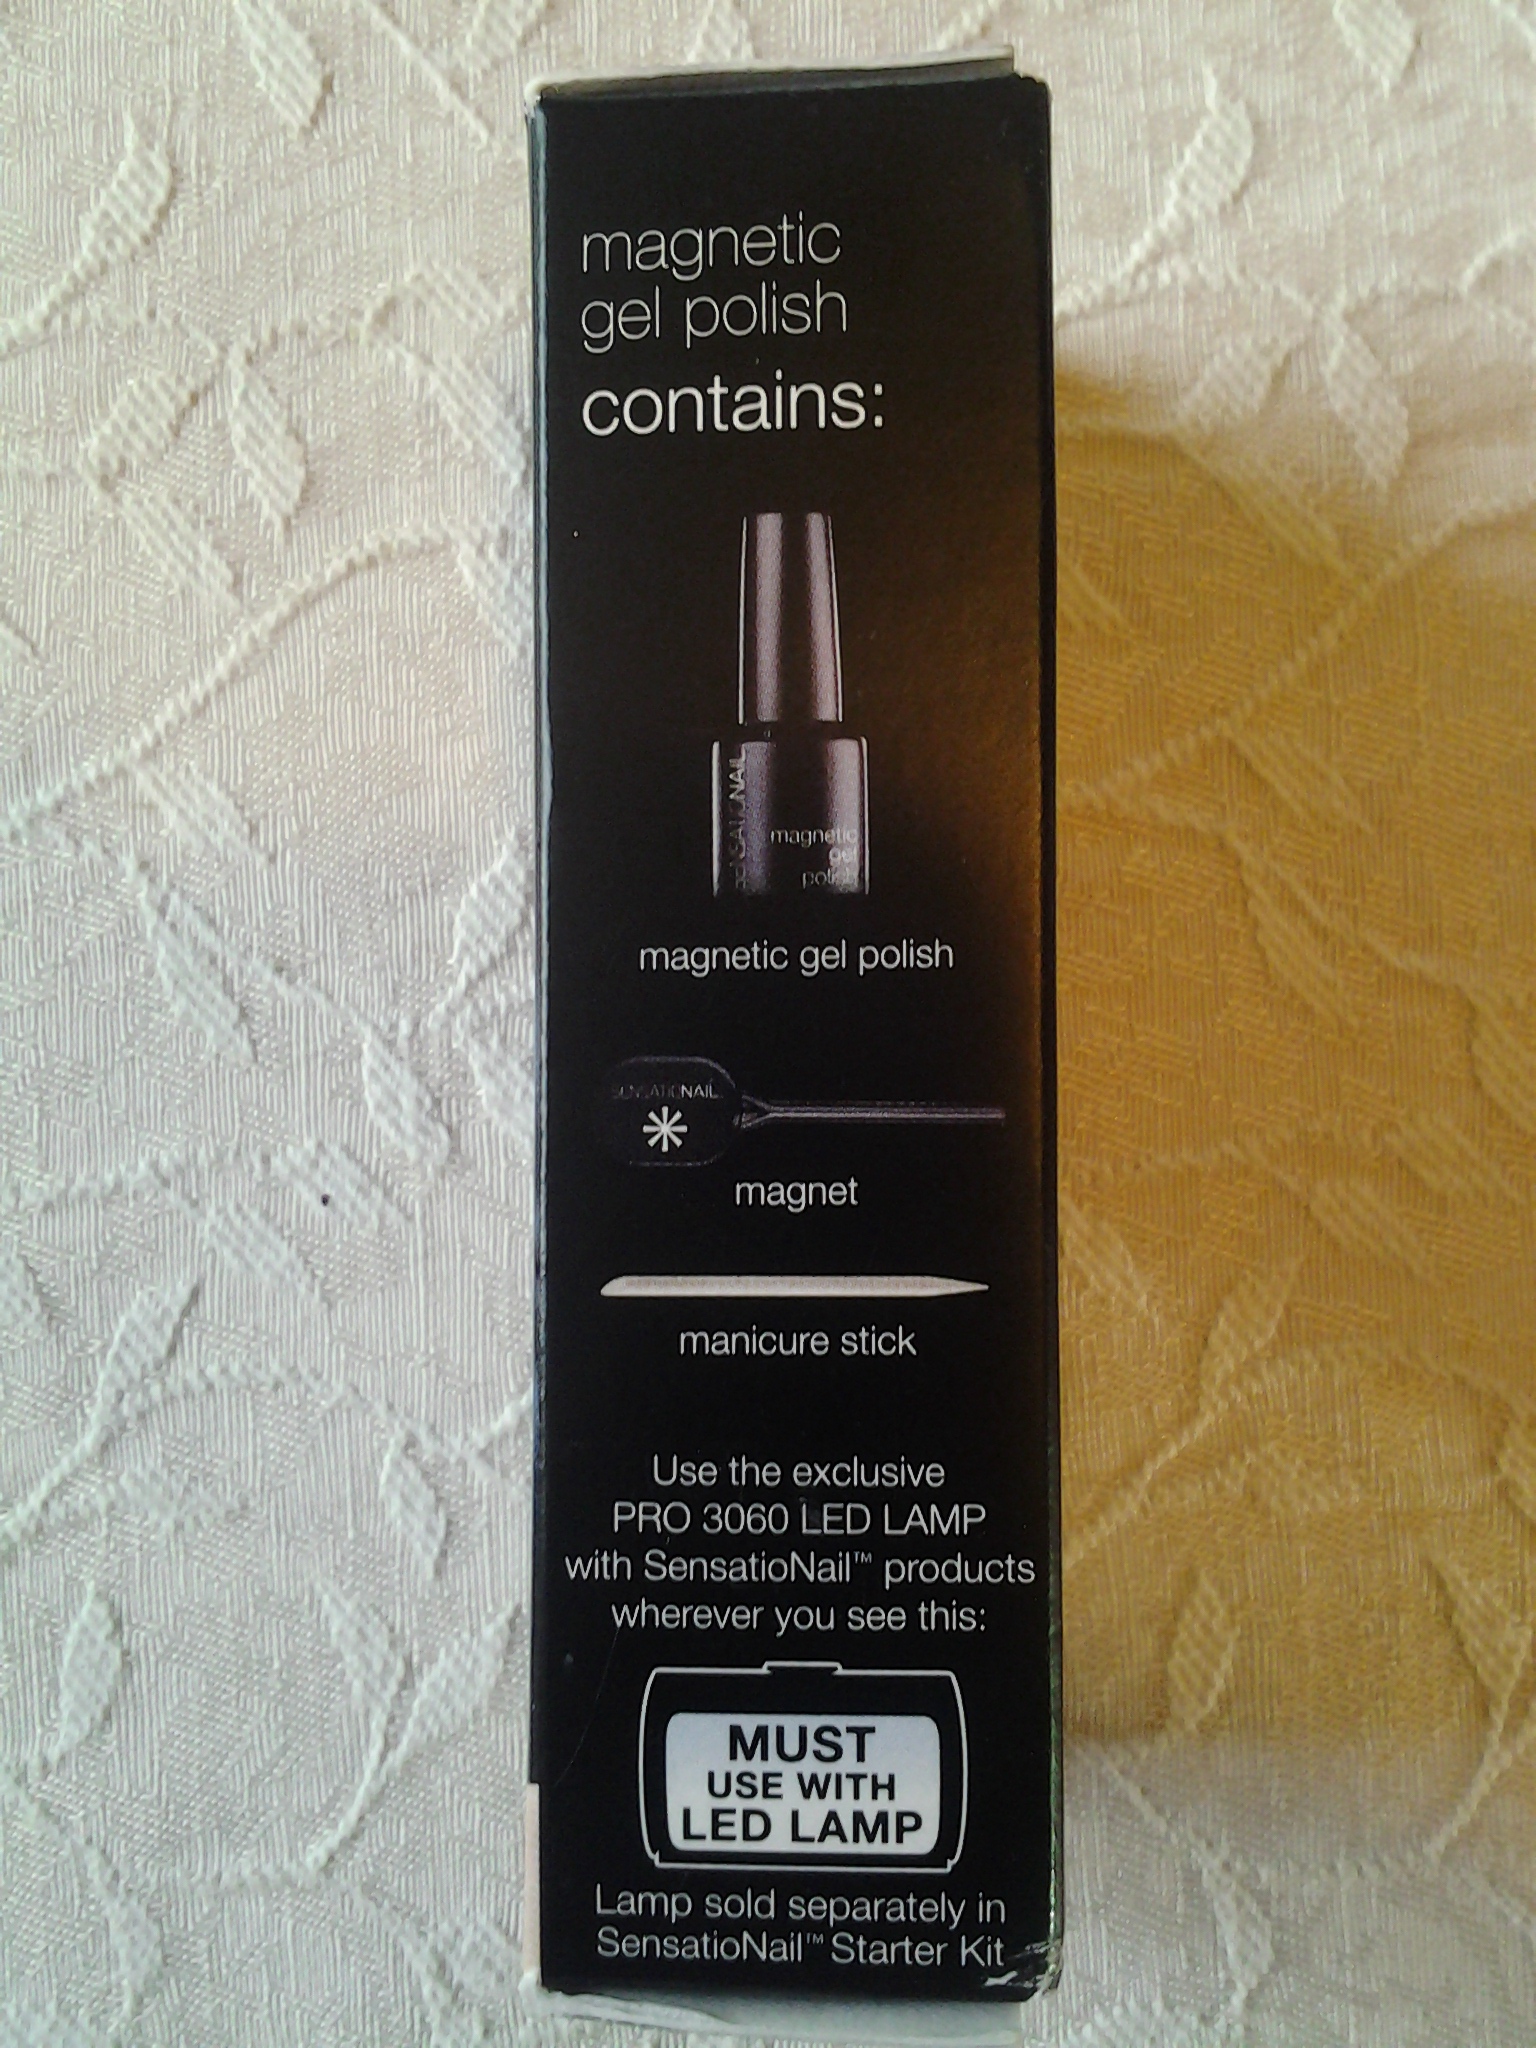 magnetic
gel polish
contains:
SENSATIONAIL
magnetic
gel
polish
magnetic gel polish
SENSATIONAIL
magnet
manicure stick
Use the exclusive
PRO 3060 LED LAMP
with SensatioNail™ products
wherever you see this:
MUST
USE WITH
LED LAMP
Lamp sold separately in
SensatioNail™ Starter Kit